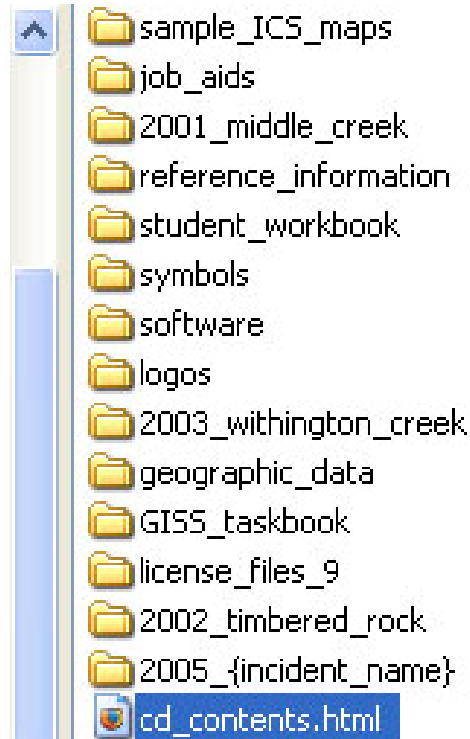 sample_ICS_maps
job_aids
2001_middle_creek
reference_information
student_workbook
symbols
software
logos
2003_withington_creek
geographic_data
GISS_taskbook
license_files_9
2002_timbered_rock
2005_{incident_name}
cd_contents.html